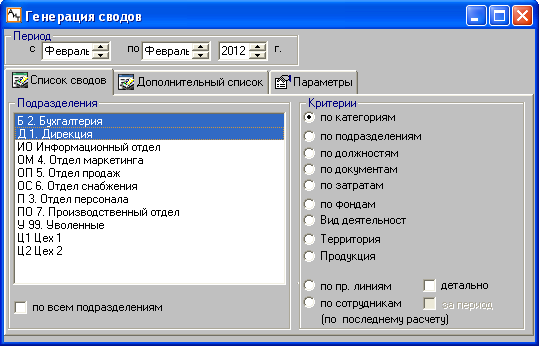 Генерация сводов
Период
с Февраль по Февраль 2012 г.
Список сводов Дополнительный список Параметры
Подразделения
Б 2. Бухгалтерия
Д 1. Дирекция
ИО Информационный отдел
ОМ 4. Отдел маркетинга
ОП 5. Отдел продаж
ОС 6. Отдел снабжения
П 3. Отдел персонала
ПО 7. Производственный отдел
У 99. Уволенные
Ц1 Цех 1
Ц2 Цех 2
по всем подразделениям
Критерии
по категориям
по подразделениям
по должностям
по документам
по затратам
по фондам
Вид деятельност
Территория
Продукция
по пр. линиям детально
по сотрудникам за период
(по последнему расчету)